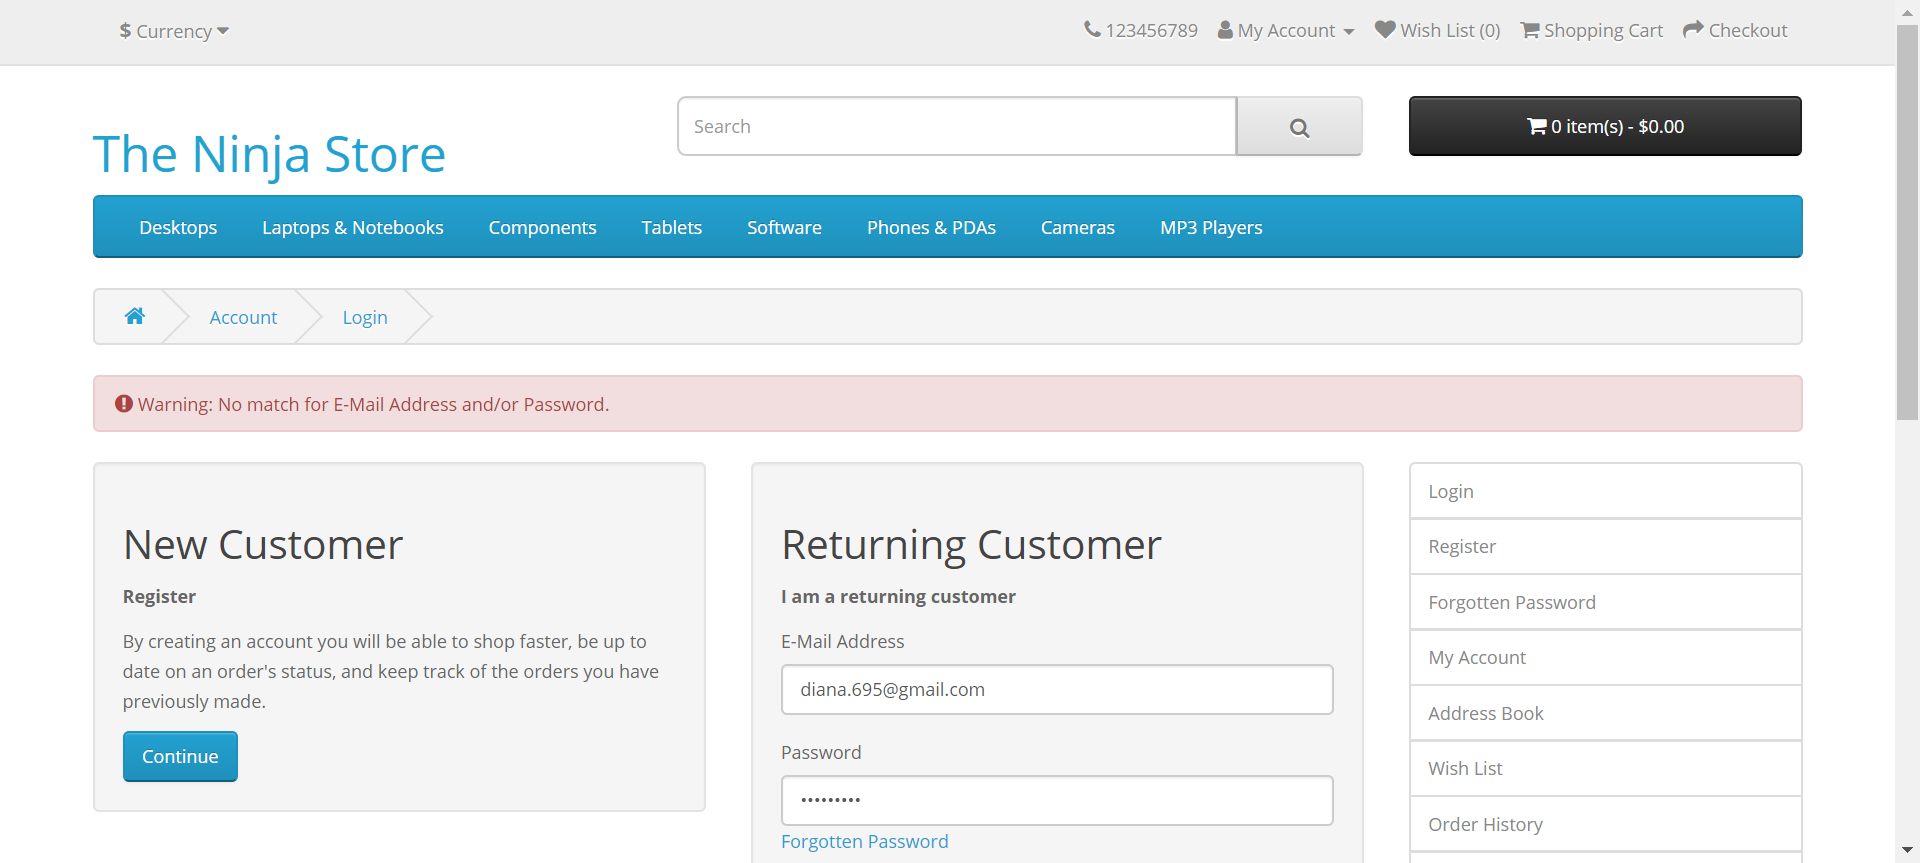 $ Currency
123456789 My Account Wish List (0) Shopping Cart Checkout
The Ninja Store
Search
0 item(s) - $0.00
Desktops Laptops & Notebooks Components Tablets Software Phones & PDAs Cameras MP3 Players
Account Login
Warning: No match for E-Mail Address and/or Password.
New Customer
Register
By creating an account you will be able to shop faster, be up to
date on an order's status, and keep track of the orders you have
previously made.
Continue
Returning Customer
I am a returning customer
E-Mail Address
diana.695@gmail.com
Password
•••••••••
Forgotten Password
Login
Register
Forgotten Password
My Account
Address Book
Wish List
Order History